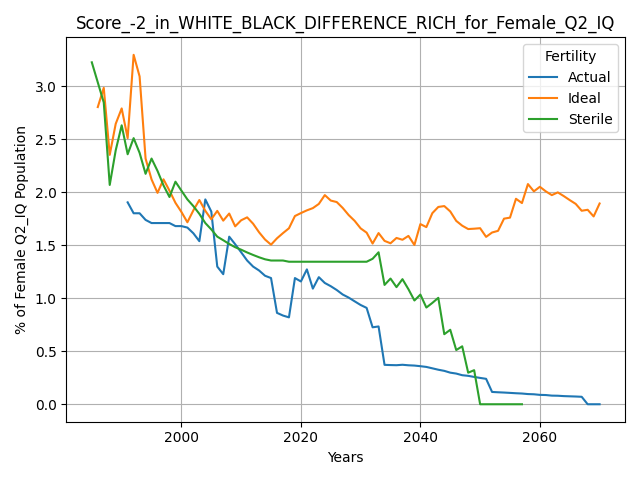 Score_-2_in_WHITE_BLACK_DIFFERENCE_RICH_for_Female_Q2_IQ
Fertility
Actual
Ideal
Sterile
% of Female Q2_IQ Population
3.0
2.5
2.0
1.5
1.0
0.5
0.0
2000
2020
2040
2060
Years